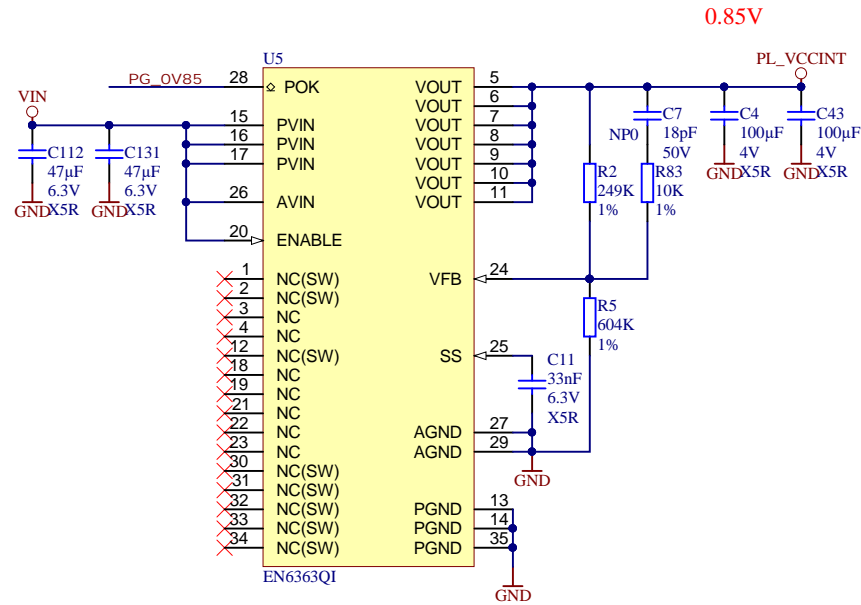 0.85V
U5
PL_VCCINT
PG_0V85
28
POK
VOUT
5
VOUT
6
VIN
15
PVIN
VOUT
7
16
PVIN
VOUT
8
17
PVIN
VOUT
9
VOUT
10
26
AVIN
VOUT
11
20
ENABLE
C112
47µF
6.3V
X5R
GND
C131
47µF
6.3V
X5R
GND
C7
18pF
50V
NP0
C4
100µF
4V
X5R
GND
C43
100µF
4V
X5R
GND
R2
249K
1%
R83
10K
1%
1
NC(SW)
VFB
24
2
NC(SW)
3
NC
4
NC
12
NC(SW)
SS
25
18
NC
19
NC
21
NC
22
NC
AGND
27
23
NC
AGND
29
30
NC(SW)
31
NC(SW)
32
NC(SW)
PGND
13
33
NC(SW)
PGND
14
34
NC(SW)
PGND
35
R5
604K
1%
C11
33nF
6.3V
X5R
GND
EN6363QI
GND